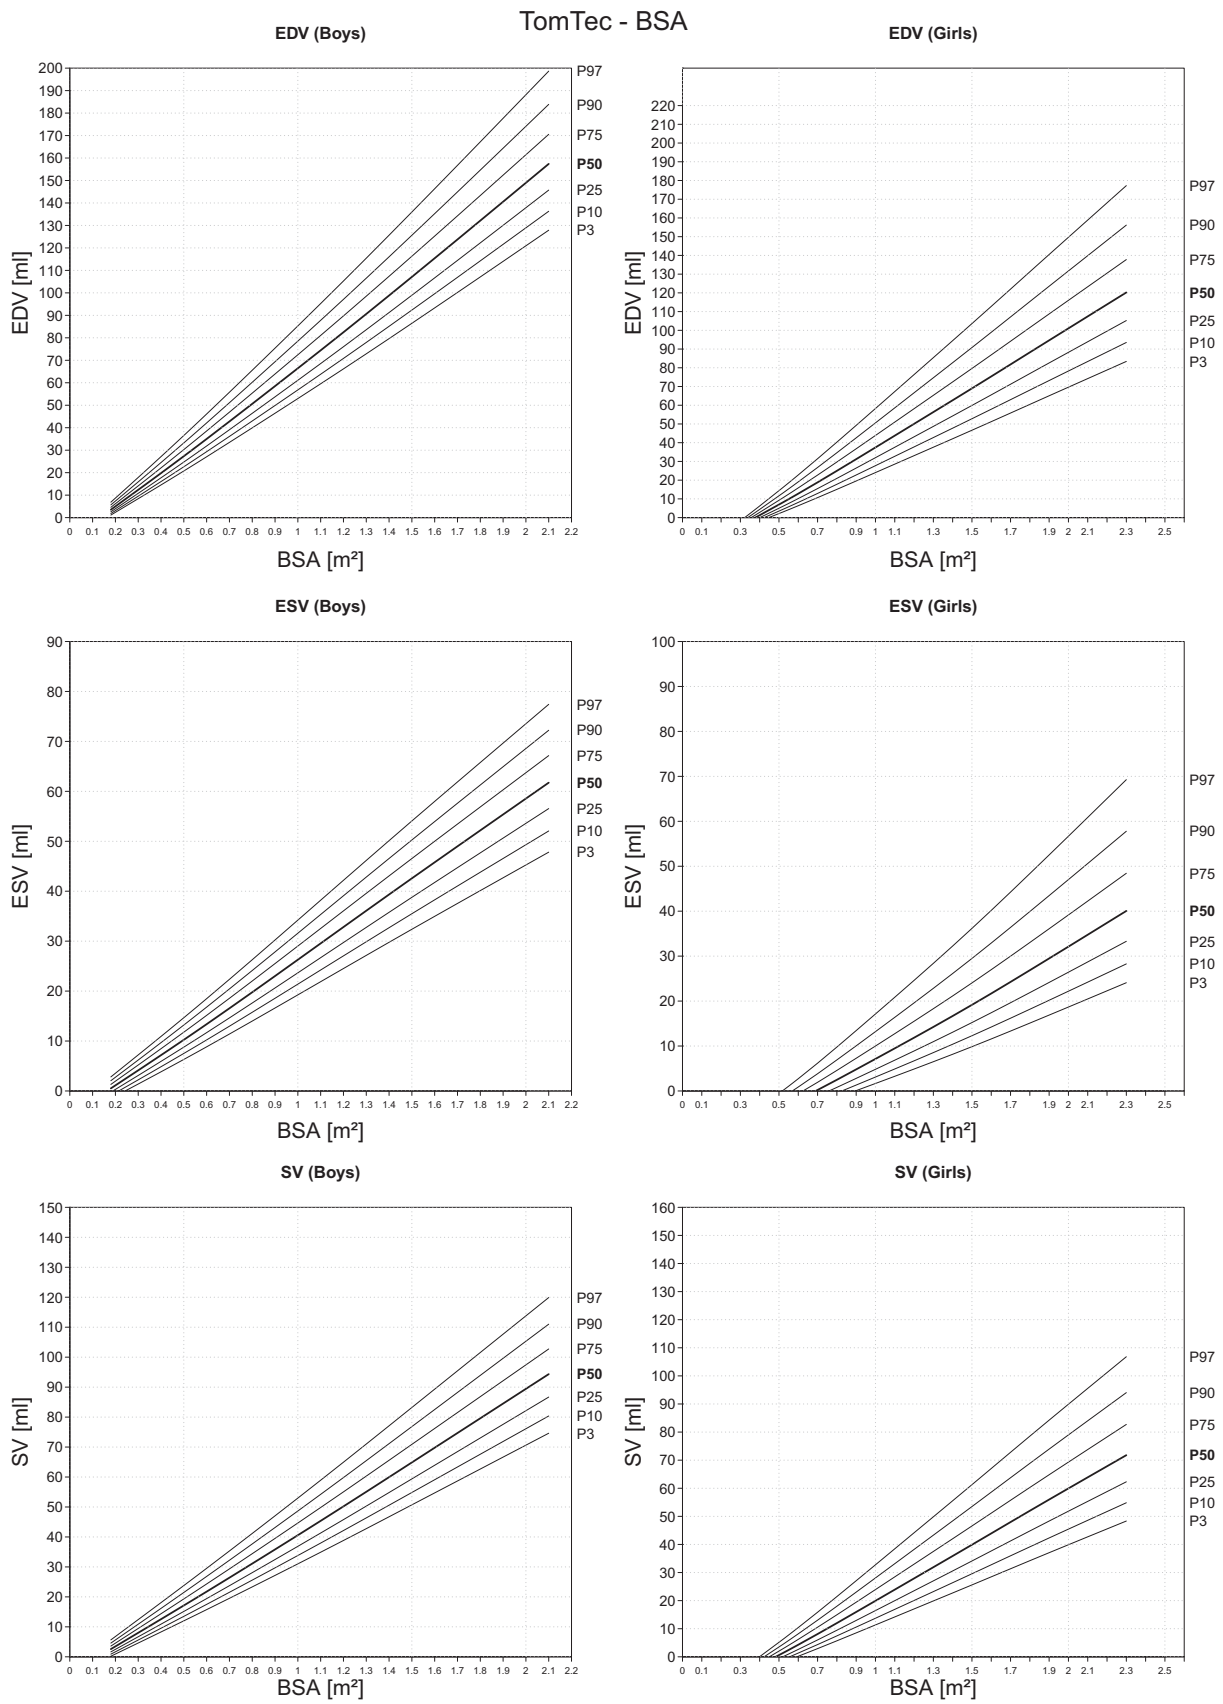 TomTec - BSA
EDV (Boys)
EDV (Girls)
200
190
180
170
160
150
140
130
120
110
100
90
80
70
60
50
40
30
20
10
0
EDV [ml]
P97
P90
P75
P50
P25
P10
P3
0 0.1 0.2 0.3 0.4 0.5 0.6 0.7 0.8 0.9 1 1.1 1.2 1.3 1.4 1.5 1.6 1.7 1.8 1.9 2 2.1 2.2
BSA [m²]
220
210
200
190
180
170
160
150
140
130
120
110
100
90
80
70
60
50
40
30
20
10
0
EDV [ml]
P97
P90
P75
P50
P25
P10
P3
0 0.1 0.3 0.5 0.7 0.9 1 1.1 1.3 1.5 1.7 1.9 2 2.1 2.3 2.5
BSA [m²]
ESV (Boys)
ESV (Girls)
90
80
70
60
50
40
30
20
10
0
ESV [ml]
P97
P90
P75
P50
P25
P10
P3
0 0.1 0.2 0.3 0.4 0.5 0.6 0.7 0.8 0.9 1 1.1 1.2 1.3 1.4 1.5 1.6 1.7 1.8 1.9 2 2.1 2.2
BSA [m²]
100
90
80
70
60
50
40
30
20
10
0
ESV [ml]
P97
P90
P75
P50
P25
P10
P3
0 0.1 0.3 0.5 0.7 0.9 1 1.1 1.3 1.5 1.7 1.9 2 2.1 2.3 2.5
BSA [m²]
SV (Boys)
SV (Girls)
150
140
130
120
110
100
90
80
70
60
50
40
30
20
10
0
SV [ml]
P97
P90
P75
P50
P25
P10
P3
0 0.1 0.2 0.3 0.4 0.5 0.6 0.7 0.8 0.9 1 1.1 1.2 1.3 1.4 1.5 1.6 1.7 1.8 1.9 2 2.1 2.2
BSA [m²]
160
150
140
130
120
110
100
90
80
70
60
50
40
30
20
10
0
SV [ml]
P97
P90
P75
P50
P25
P10
P3
0 0.1 0.3 0.5 0.7 0.9 1 1.1 1.3 1.5 1.7 1.9 2 2.1 2.3 2.5
BSA [m²]